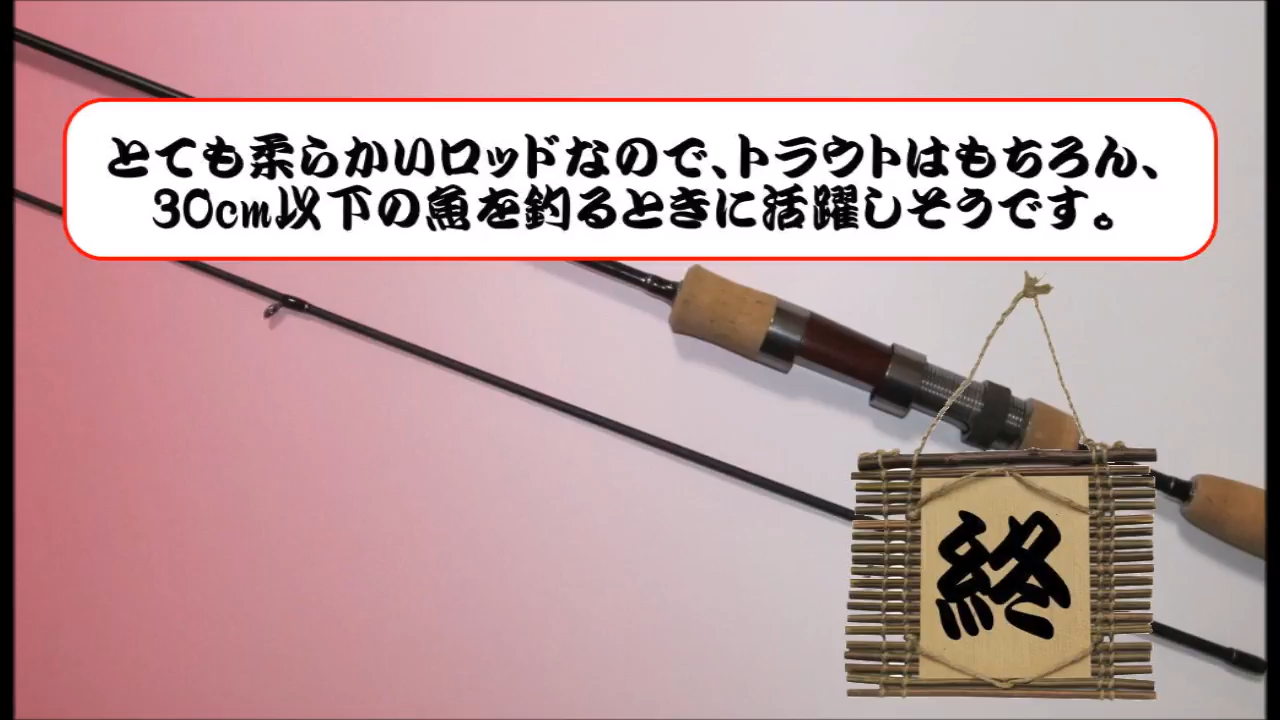 とても柔らかいロッドなので、トラウトはもちろん、
30cm以下の魚を釣るときに活躍しそうです。
終